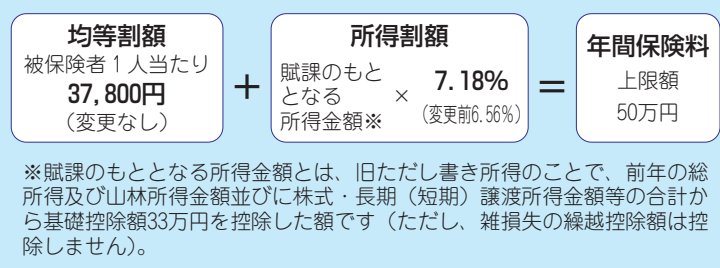 均等割額
被保険者1人当たり
37,800円
（変更なし）
＋
所得割額
賦課のもと
となる
所得金額※
×
7.18%
（変更前6.56%）
＝
年間保険料
上限額
50万円
※賦課のもととなる所得金額とは、旧ただし書き所得のことで、前年の総
所得及び山林所得金額並びに株式・長期（短期）譲渡所得金額等の合計か
ら基礎控除額33万円を控除した額です（ただし、雑損失の繰越控除額は控
除しません）。